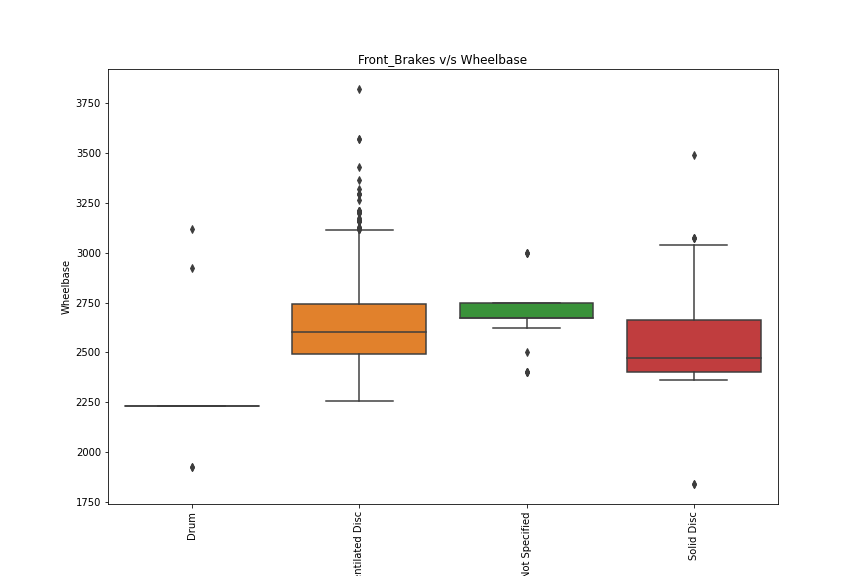 Front_Brakes v/s Wheelbase
Wheelbase
3750
3500
3250
3000
2750
2500
2250
2000
1750
Drum
entilated Disc
Not Specified
Solid Disc